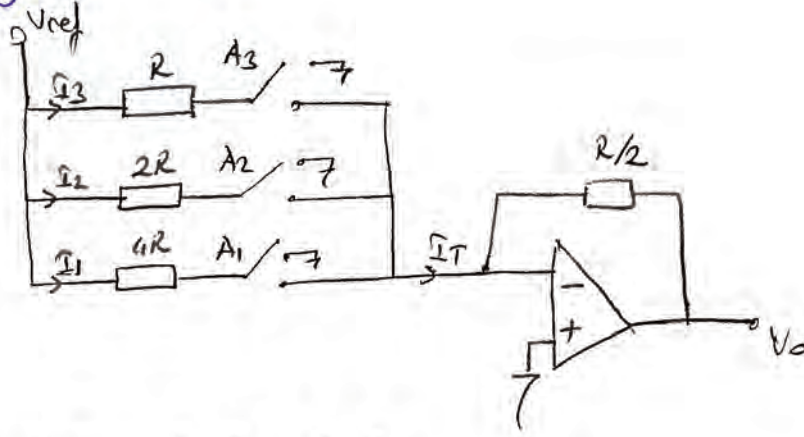 Vref
I3 R A3
R/2
I2 2R A2
I1 4R A1
IT
-
+
Vo